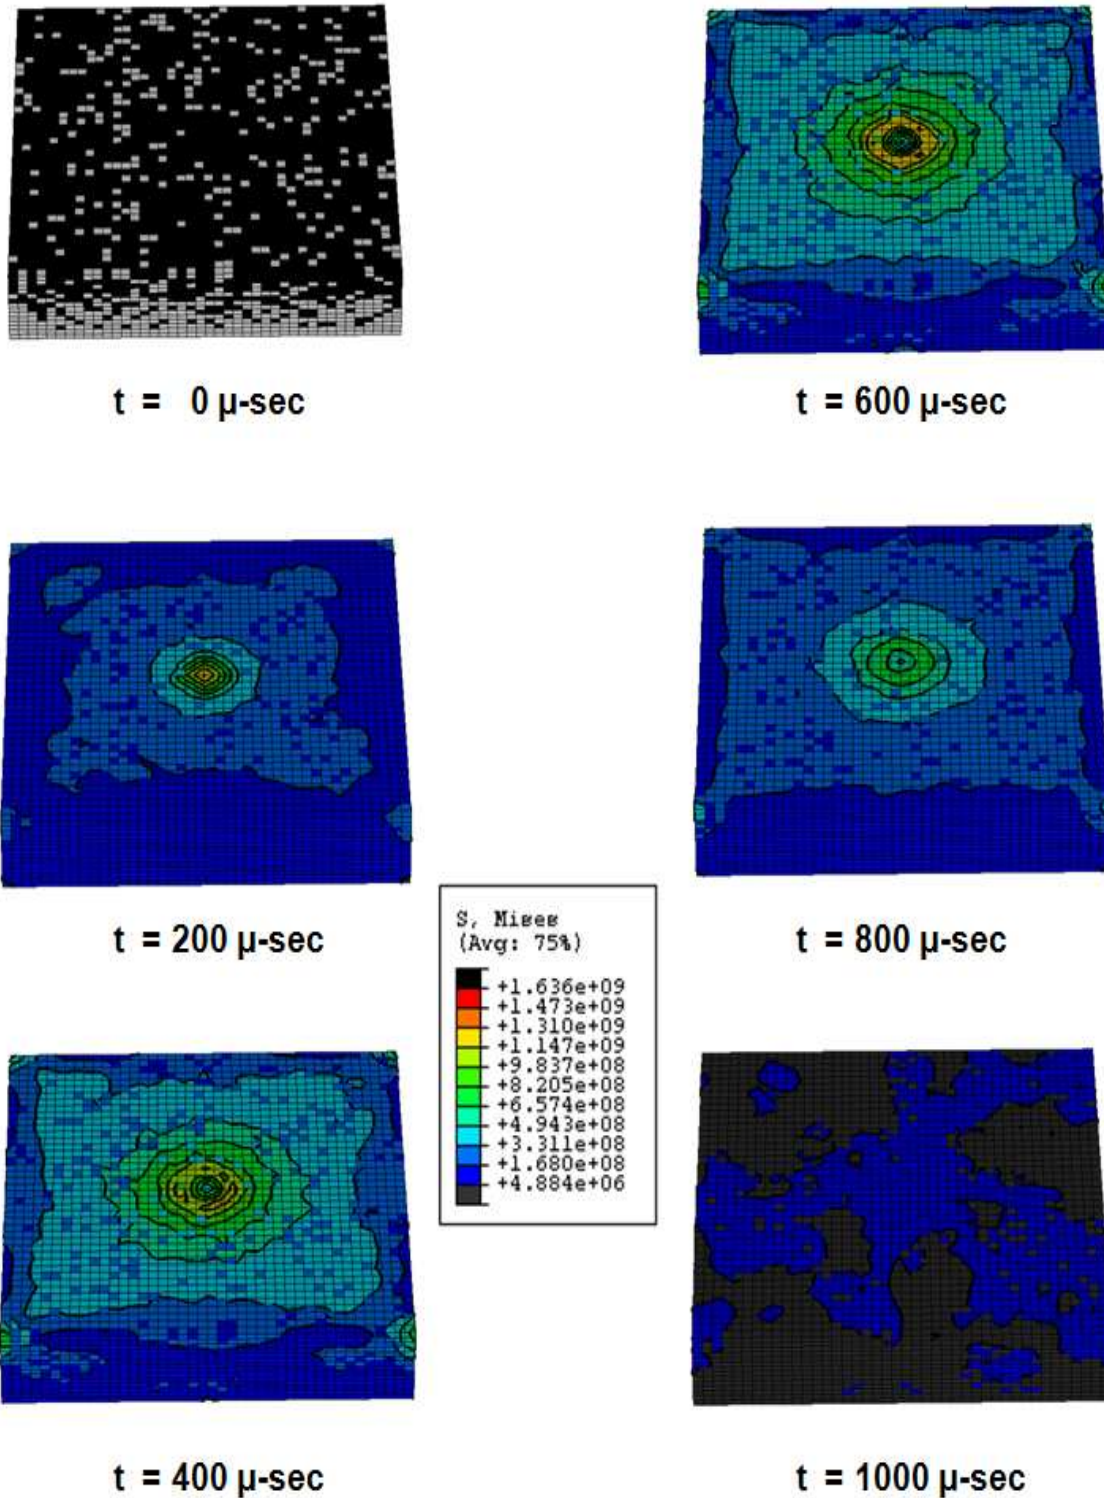 t = 0 µ-sec
t = 600 µ-sec
t = 200 µ-sec
t = 800 µ-sec
S, Mises
(Avg: 75%)
+1.636e+09
+1.473e+09
+1.310e+09
+1.147e+09
+9.837e+08
+8.205e+08
+6.574e+08
+4.943e+08
+3.311e+08
+1.680e+08
+4.884e+06
t = 400 µ-sec
t = 1000 µ-sec